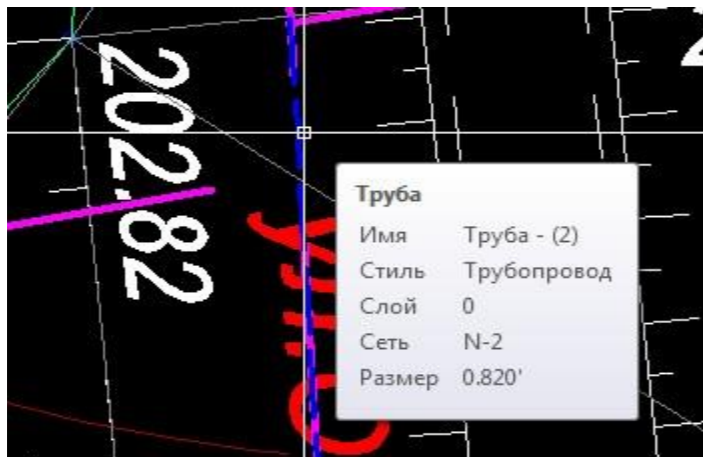 202.82
Труба
Имя Труба - (2)
Стиль Трубопровод
Слой 0
Сеть N-2
Размер 0.820'